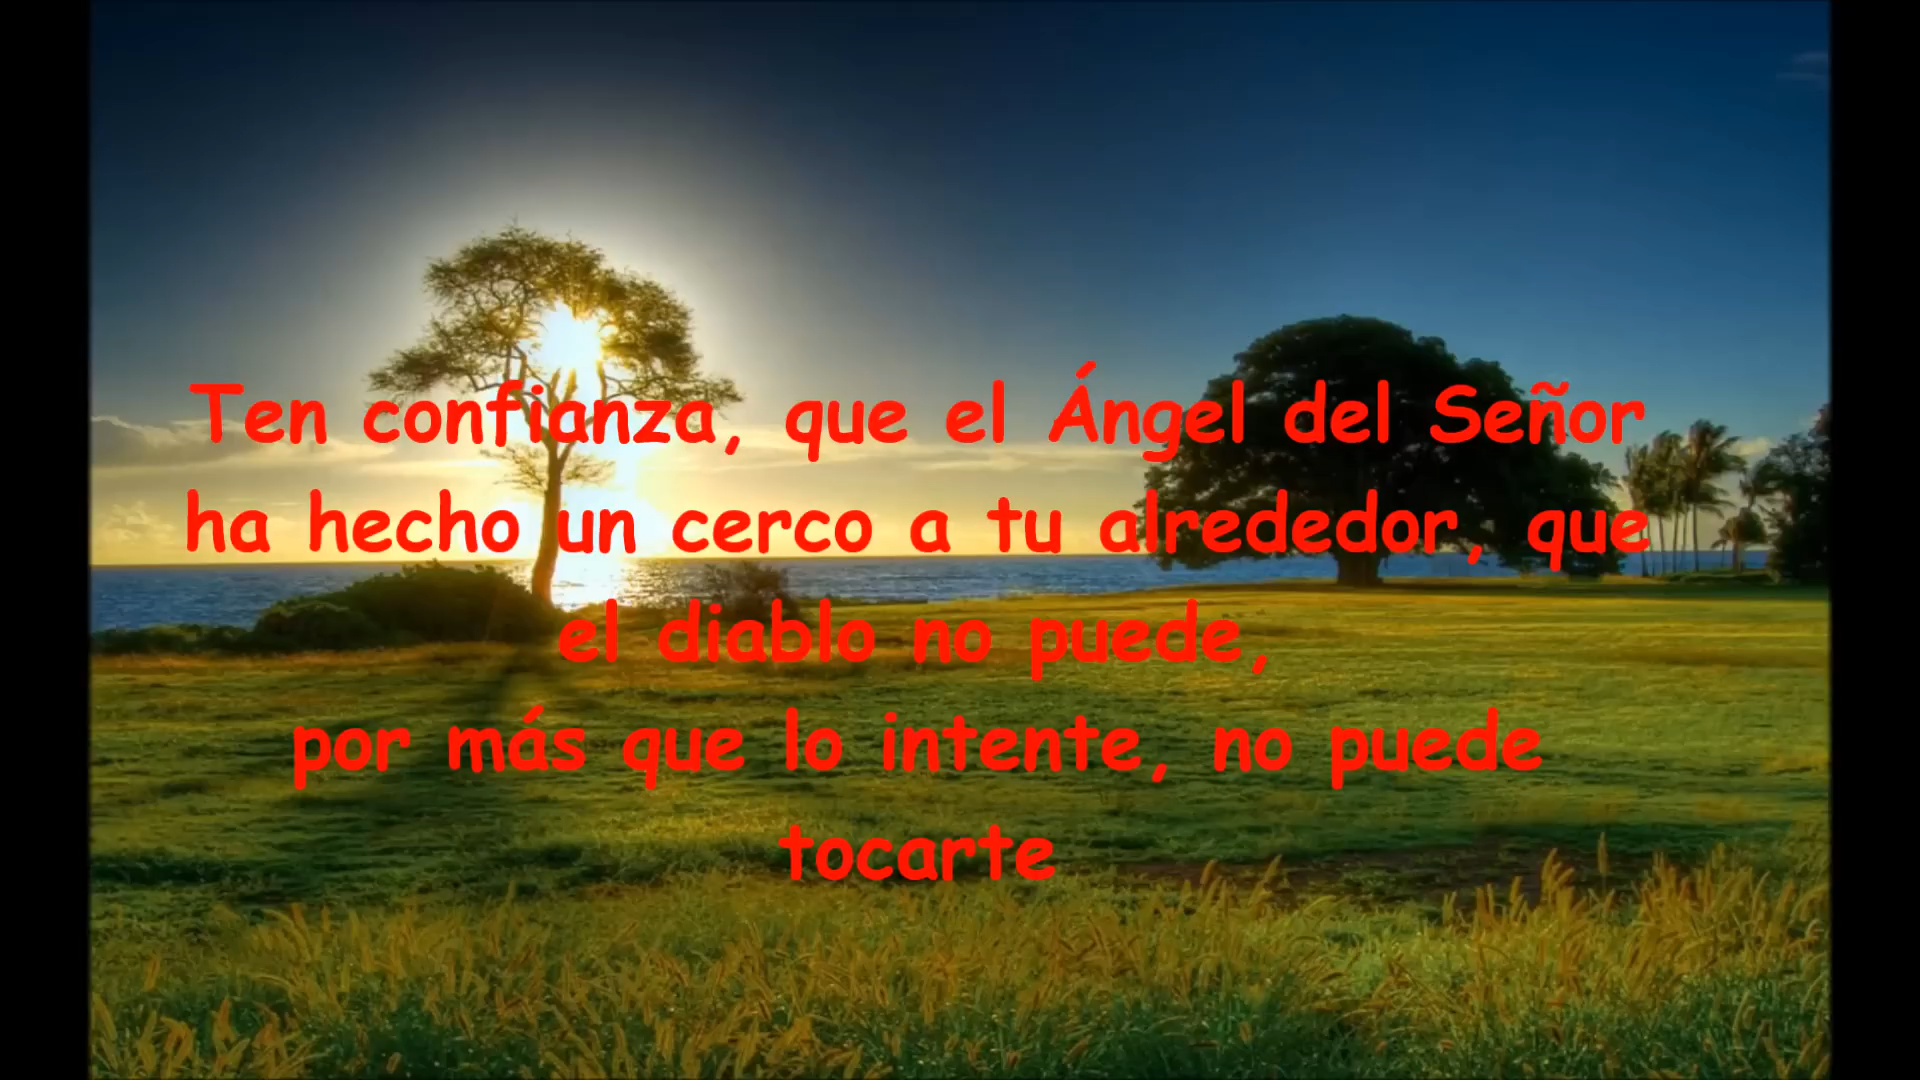 Ten confianza, que el Ángel del Señor
ha hecho un cerco a tu alrededor, que
el diablo no puede,
por más que lo intente, no puede
tocarte